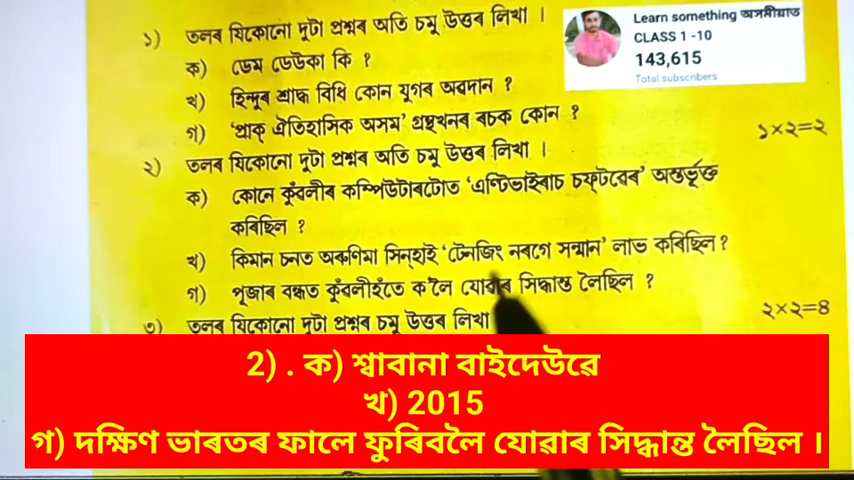 ১) তলৰ যিকোনো দুটা প্ৰশ্নৰ অতি চমু উত্তৰ লিখা ।
ক) ডেম ডেউকা কি ?
খ) হিন্দুৰ শ্ৰাদ্ধ বিধি কোন যুগৰ অৱদান ?
গ) ‘প্ৰাক্ ঐতিহাসিক অসম’ গ্ৰন্থখনৰ ৰচক কোন ?
১×২=২
২) তলৰ যিকোনো দুটা প্ৰশ্নৰ অতি চমু উত্তৰ লিখা ।
ক) কোনে কুঁৱলীৰ কম্পিউটাৰটোত ‘এণ্টিভাইৰাচ চফ্টৱেৰ’ অন্তৰ্ভূক্ত
কৰিছিল ?
খ) কিমান চনত অৰুণিমা সিন্হাই ‘টেনজিং নৰগে সন্মান’ লাভ কৰিছিল?
গ) পূজাৰ বন্ধত কুঁৱলীহঁতে ক'লৈ যোৱাৰ সিদ্ধান্ত লৈছিল ?
২×২=৪
৩) তলৰ যিকোনো দুটা প্ৰশ্নৰ চমু উত্তৰ লিখা
Learn something অসমীয়াত
CLASS 1 -10
143,615
Total subscribers
2) . ক) শ্বাবানা বাইদেউৱে
খ) 2015
গ) দক্ষিণ ভাৰতৰ ফালে ফুৰিবলৈ যোৱাৰ সিদ্ধান্ত লৈছিল ।